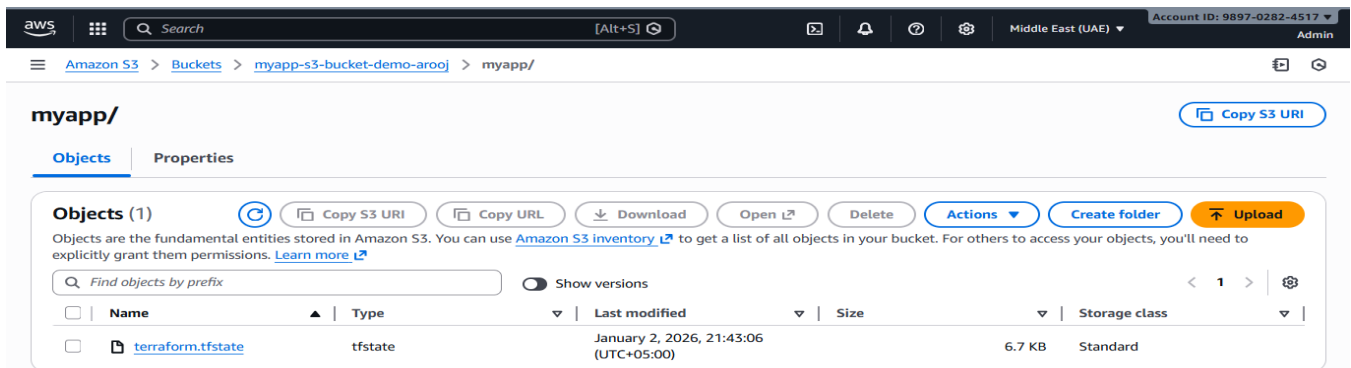 aws
Search
[Alt+S]
Middle East (UAE) ▼
Account ID: 9897-0282-4517 ▼
Admin
Amazon S3 > Buckets > myapp-s3-bucket-demo-arooj > myapp/
myapp/
Copy S3 URI
Objects
Properties
Objects (1)
Copy S3 URI
Copy URL
Download
Open
Delete
Actions ▼
Create folder
Upload
Objects are the fundamental entities stored in Amazon S3. You can use Amazon S3 inventory to get a list of all objects in your bucket. For others to access your objects, you'll need to
explicitly grant them permissions. Learn more
Find objects by prefix
Show versions
< 1 >
Name
Type
Last modified
Size
Storage class
terraform.tfstate
tfstate
January 2, 2026, 21:43:06
(UTC+05:00)
6.7 KB
Standard